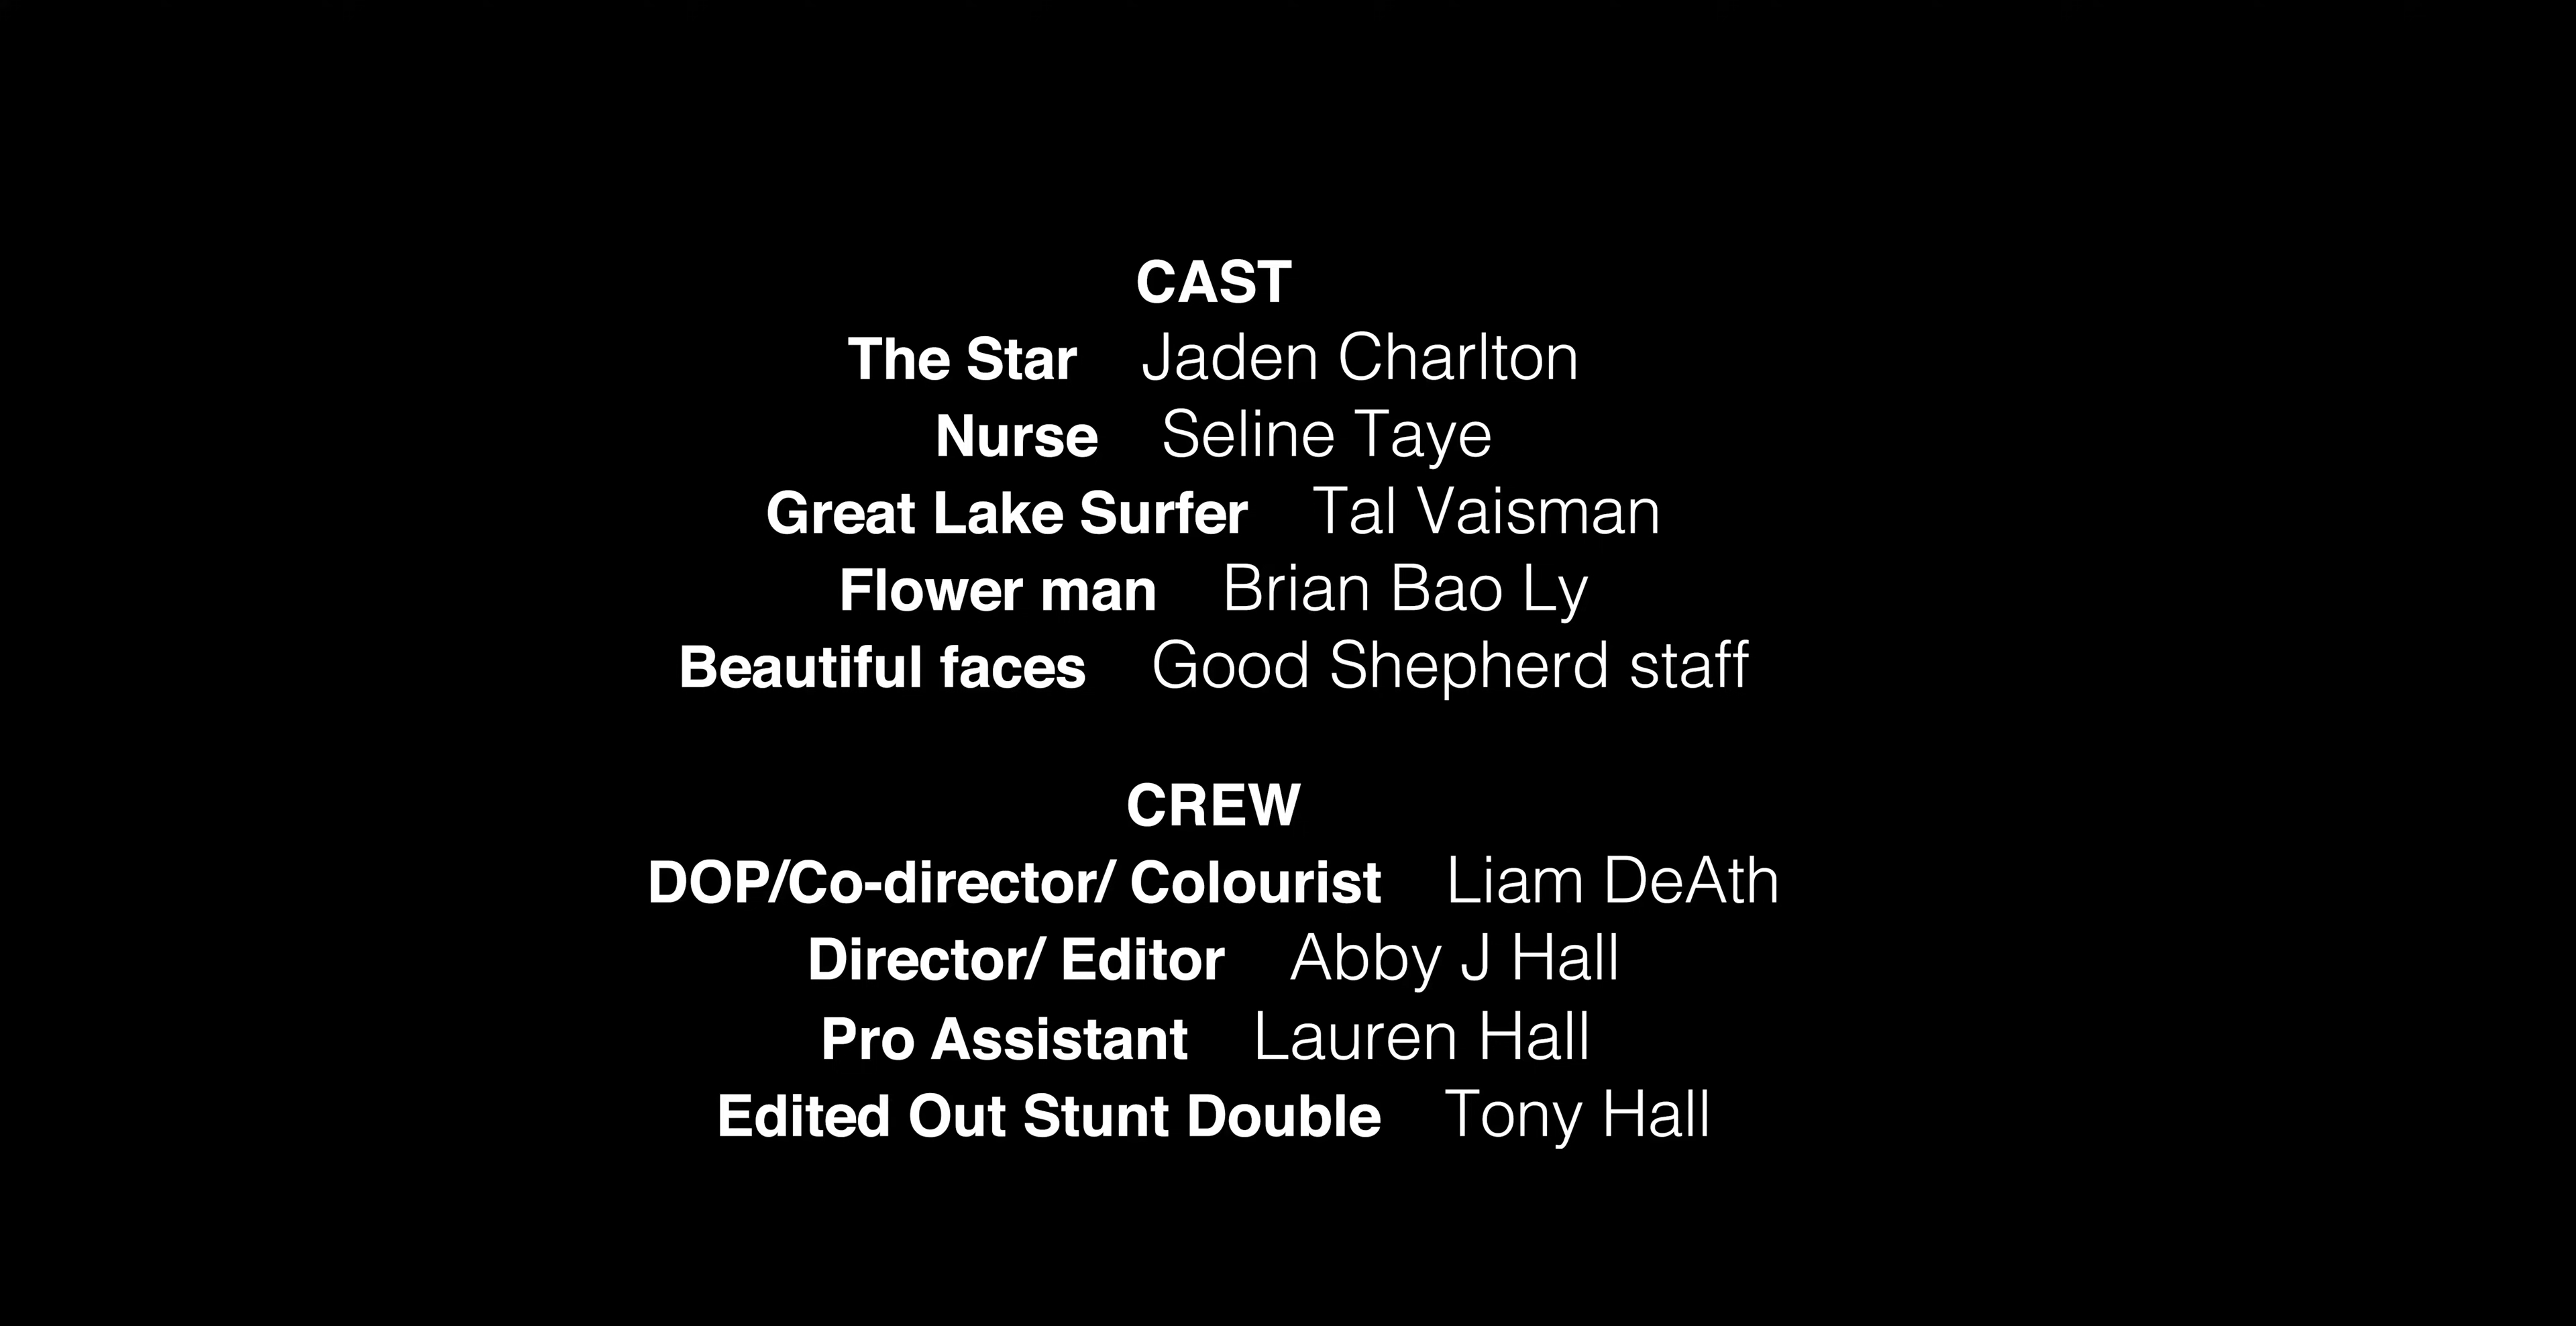 CAST
The Star Jaden Charlton
Nurse Seline Taye
Great Lake Surfer Tal Vaisman
Flower man Brian Bao Ly
Beautiful faces Good Shepherd staff
CREW
DOP/Co-director/ Colourist Liam DeAth
Director/ Editor Abby J Hall
Pro Assistant Lauren Hall
Edited Out Stunt Double Tony Hall